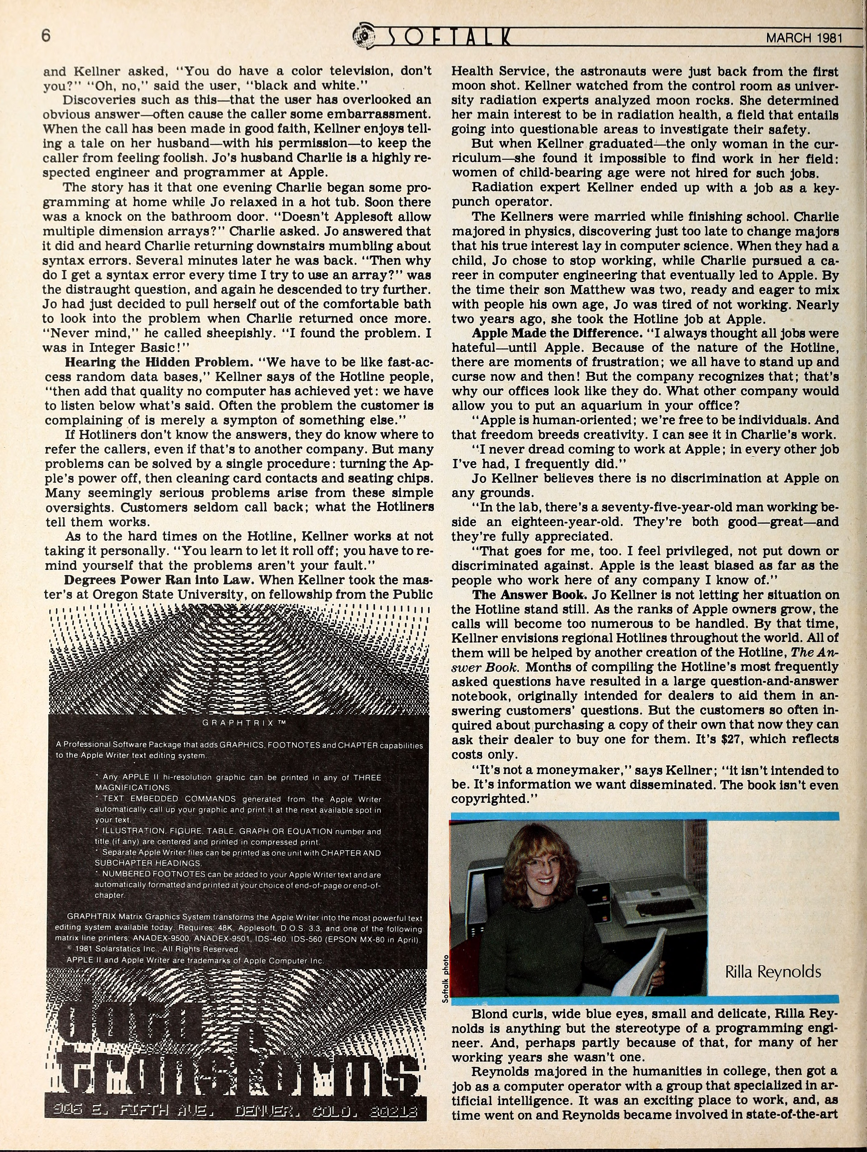 6
SOFTALK
MARCH 1981
and Kellner asked, "You do have a color television, don't
you?" "Oh, no," said the user, "black and white."
Discoveries such as this—that the user has overlooked an
obvious answer—often cause the caller some embarrassment.
When the call has been made in good faith, Kellner enjoys tell-
ing a tale on her husband—with his permission—to keep the
caller from feeling foolish. Jo's husband Charlie is a highly re-
spected engineer and programmer at Apple.
The story has it that one evening Charlie began some pro-
gramming at home while Jo relaxed in a hot tub. Soon there
was a knock on the bathroom door. "Doesn't Applesoft allow
multiple dimension arrays?" Charlie asked. Jo answered that
it did and heard Charlie returning downstairs mumbling about
syntax errors. Several minutes later he was back. "Then why
do I get a syntax error every time I try to use an array?" was
the distraught question, and again he descended to try further.
Jo had just decided to pull herself out of the comfortable bath
to look into the problem when Charlie returned once more.
"Never mind," he called sheepishly. "I found the problem. I
was in Integer Basic!"
Hearing the Hidden Problem. "We have to be like fast-ac-
cess random data bases," Kellner says of the Hotline people,
"then add that quality no computer has achieved yet: we have
to listen below what's said. Often the problem the customer is
complaining of is merely a sympton of something else."
If Hotliners don't know the answers, they do know where to
refer the callers, even if that's to another company. But many
problems can be solved by a single procedure: turning the Ap-
ple's power off, then cleaning card contacts and seating chips.
Many seemingly serious problems arise from these simple
oversights. Customers seldom call back; what the Hotliners
tell them works.
As to the hard times on the Hotline, Kellner works at not
taking it personally. "You learn to let it roll off; you have to re-
mind yourself that the problems aren't your fault."
Degrees Power Ran into Law. When Kellner took the mas-
ter's at Oregon State University, on fellowship from the Public
GRAPHTRIX™
A Professional Software Package that adds GRAPHICS, FOOTNOTES and CHAPTER capabilities
to the Apple Writer text editing system.
* Any APPLE II hi-resolution graphic can be printed in any of THREE
MAGNIFICATIONS.
* TEXT EMBEDDED COMMANDS generated from the Apple Writer
automatically call up your graphic and print it at the next available spot in
your text.
* ILLUSTRATION, FIGURE, TABLE, GRAPH OR EQUATION number and
title (if any) are centered and printed in compressed print.
* Separate Apple Writer files can be printed as one unit with CHAPTER AND
SUBCHAPTER HEADINGS.
* NUMBERED FOOTNOTES can be added to your Apple Writer text and are
automatically formatted and printed at your choice of end-of-page or end-of-
chapter.
GRAPHTRIX Matrix Graphics System transforms the Apple Writer into the most powerful text
editing system available today. Requires: 48K, Applesoft, D.O.S. 3.3, and one of the following
matrix line printers: ANADEX-9500, ANADEX-9501, IDS-460, IDS-560 (EPSON MX-80 in April)
© 1981 Solarstatics Inc., All Rights Reserved
APPLE II and Apple Writer are trademarks of Apple Computer Inc.
data
transforms
906 E. FIFTH AVE. DENVER, COLO. 80218
Health Service, the astronauts were just back from the first
moon shot. Kellner watched from the control room as univer-
sity radiation experts analyzed moon rocks. She determined
her main interest to be in radiation health, a field that entails
going into questionable areas to investigate their safety.
But when Kellner graduated—the only woman in the cur-
riculum—she found it impossible to find work in her field:
women of child-bearing age were not hired for such jobs.
Radiation expert Kellner ended up with a job as a key-
punch operator.
The Kellners were married while finishing school. Charlie
majored in physics, discovering just too late to change majors
that his true interest lay in computer science. When they had a
child, Jo chose to stop working, while Charlie pursued a ca-
reer in computer engineering that eventually led to Apple. By
the time their son Matthew was two, ready and eager to mix
with people his own age, Jo was tired of not working. Nearly
two years ago, she took the Hotline job at Apple.
Apple Made the Difference. "I always thought all jobs were
hateful—until Apple. Because of the nature of the Hotline,
there are moments of frustration; we all have to stand up and
curse now and then! But the company recognizes that; that's
why our offices look like they do. What other company would
allow you to put an aquarium in your office?
"Apple is human-oriented; we're free to be individuals. And
that freedom breeds creativity. I can see it in Charlie's work.
"I never dread coming to work at Apple; in every other job
I've had, I frequently did."
Jo Kellner believes there is no discrimination at Apple on
any grounds.
"In the lab, there's a seventy-five-year-old man working be-
side an eighteen-year-old. They're both good—great—and
they're fully appreciated.
"That goes for me, too. I feel privileged, not put down or
discriminated against. Apple is the least biased as far as the
people who work here of any company I know of."
The Answer Book. Jo Kellner is not letting her situation on
the Hotline stand still. As the ranks of Apple owners grow, the
calls will become too numerous to be handled. By that time,
Kellner envisions regional Hotlines throughout the world. All of
them will be helped by another creation of the Hotline, The An-
swer Book. Months of compiling the Hotline's most frequently
asked questions have resulted in a large question-and-answer
notebook, originally intended for dealers to aid them in an-
swering customers' questions. But the customers so often in-
quired about purchasing a copy of their own that now they can
ask their dealer to buy one for them. It's $27, which reflects
costs only.
"It's not a moneymaker," says Kellner; "it isn't intended to
be. It's information we want disseminated. The book isn't even
copyrighted."
Softalk photo
Rilla Reynolds
Blond curls, wide blue eyes, small and delicate, Rilla Rey-
nolds is anything but the stereotype of a programming engi-
neer. And, perhaps partly because of that, for many of her
working years she wasn't one.
Reynolds majored in the humanities in college, then got a
job as a computer operator with a group that specialized in ar-
tificial intelligence. It was an exciting place to work, and, as
time went on and Reynolds became involved in state-of-the-art